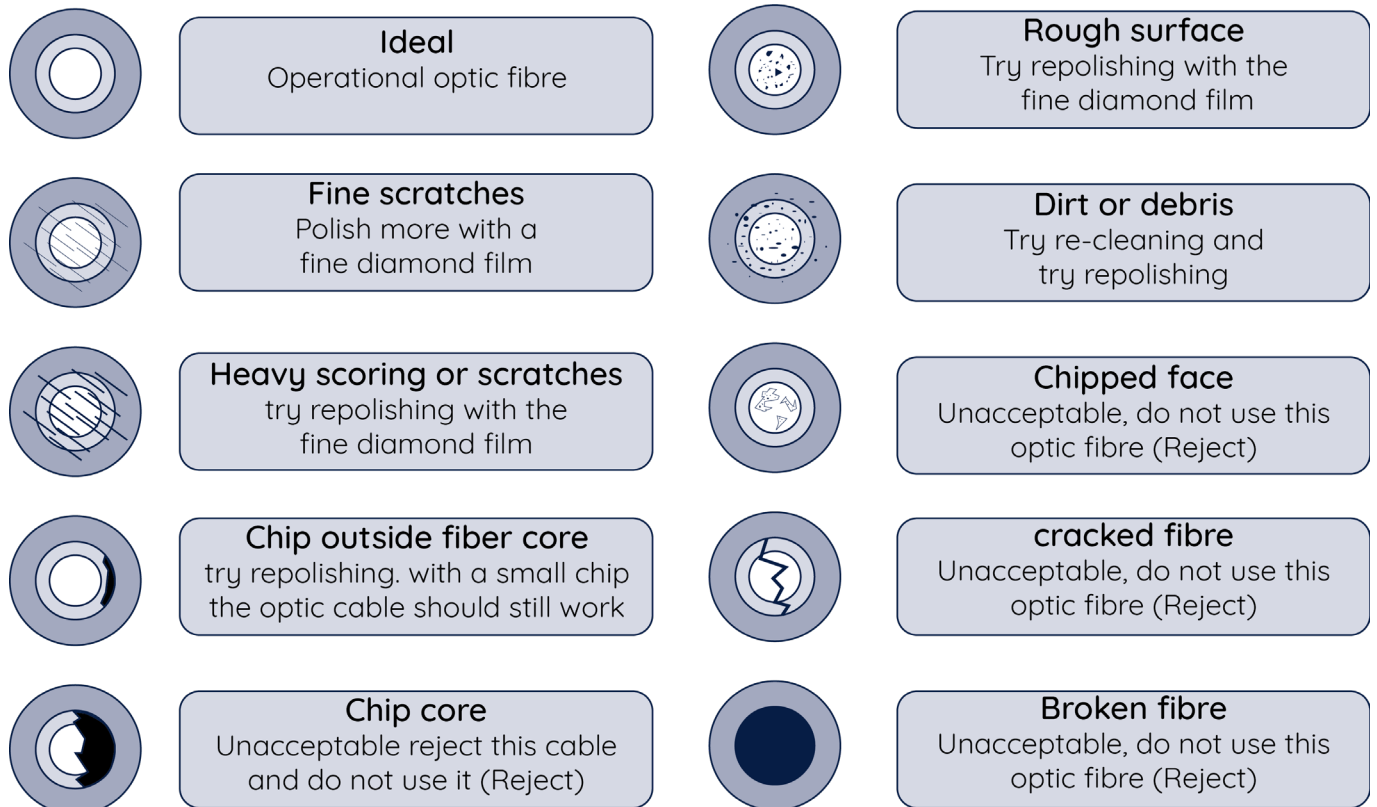 Ideal
Operational optic fibre
Rough surface
Try repolishing with the
fine diamond film
Fine scratches
Polish more with a
fine diamond film
Dirt or debris
Try re-cleaning and
try repolishing
Heavy scoring or scratches
try repolishing with the
fine diamond film
Chipped face
Unacceptable, do not use this
optic fibre (Reject)
Chip outside fiber core
try repolishing. with a small chip
the optic cable should still work
cracked fibre
Unacceptable, do not use this
optic fibre (Reject)
Chip core
Unacceptable reject this cable
and do not use it (Reject)
Broken fibre
Unacceptable, do not use this
optic fibre (Reject)